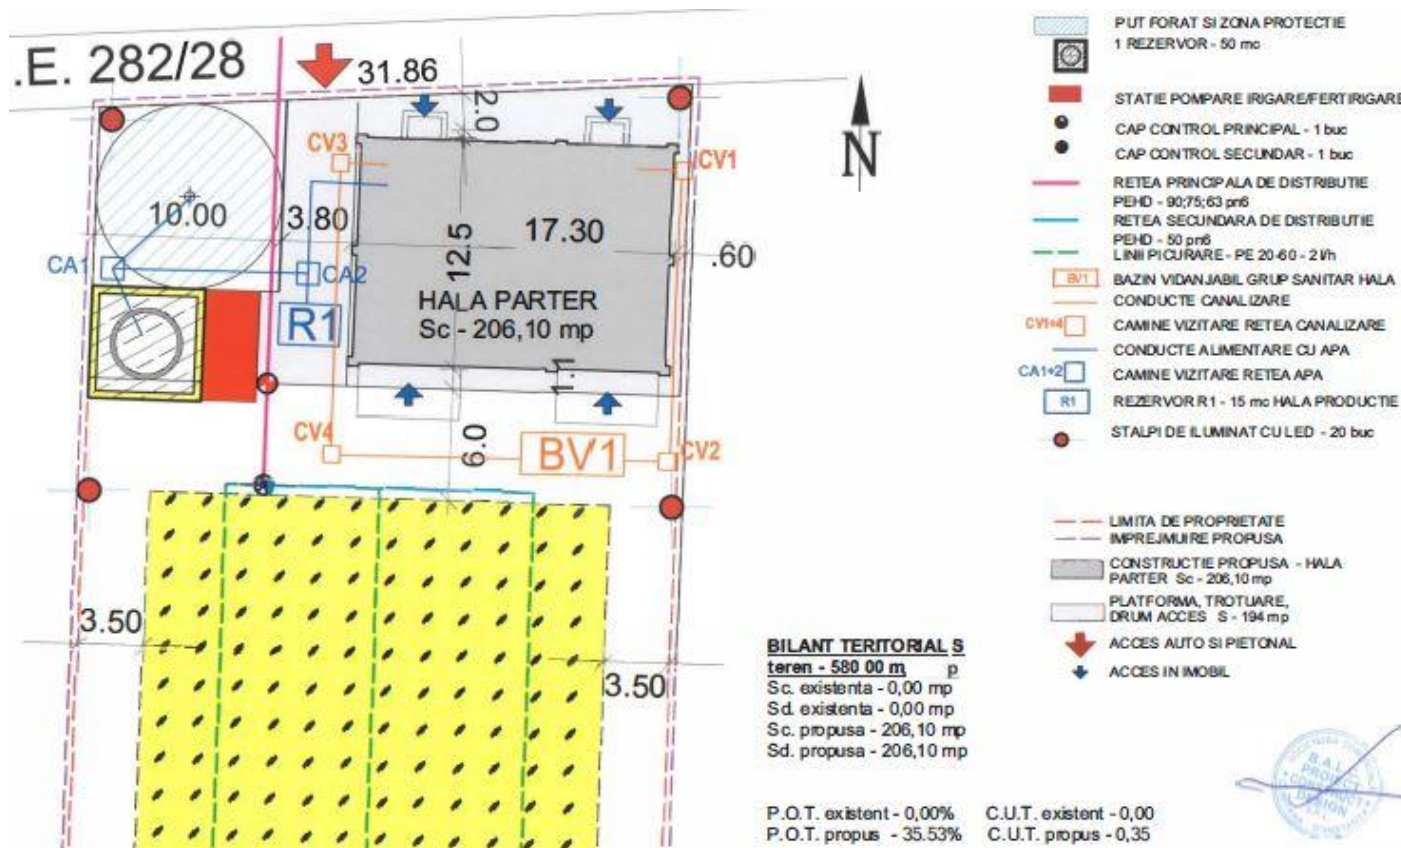 .E. 282/28
31.86
2.0
CV3
CV1
10.00
3.80
12.5
17.30
.60
CA1
CA2
HALA PARTER
Sc - 206,10 mp
R1
1.1
CV4
0.9
BV1
CV2
3.50
3.50
N
PUT FORAT SI ZONA PROTECTIE
1 REZERVOR - 50 mc
STATIE POMPARE IRIGARE/FERTIRIGARE
CAP CONTROL PRINCIPAL - 1 buc
CAP CONTROL SECUNDAR - 1 buc
RETEA PRINCIPALA DE DISTRIBUTIE
PEHD - 90;75;63 pn6
RETEA SECUNDARA DE DISTRIBUTIE
PEHD - 50 pn6
LINII PICURARE - PE 20-60 - 2l/h
BV1 BAZIN VIDANJABIL GRUP SANITAR HALA
CONDUCTE CANALIZARE
CV1÷4 CAMINE VIZITARE RETEA CANALIZARE
CONDUCTE ALIMENTARE CU APA
CA1÷2 CAMINE VIZITARE RETEA APA
R1 REZERVOR R1 - 15 mc HALA PRODUCTIE
STALPI DE ILUMINAT CU LED - 20 buc
LIMITA DE PROPRIETATE
IMPREJMUIRE PROPUSA
CONSTRUCTIE PROPUSA - HALA
PARTER Sc - 206,10 mp
PLATFORMA, TROTUARE,
DRUM ACCES S - 194 mp
ACCES AUTO SI PIETONAL
ACCES IN IMOBIL
BILANT TERITORIAL S
teren - 580 00 m p
Sc. existenta - 0,00 mp
Sd. existenta - 0,00 mp
Sc. propusa - 206,10 mp
Sd. propusa - 206,10 mp
P.O.T. existent - 0,00% C.U.T. existent - 0,00
P.O.T. propus - 35.53% C.U.T. propus - 0,35
PROIECT
CONSTRUCT
DESIGN